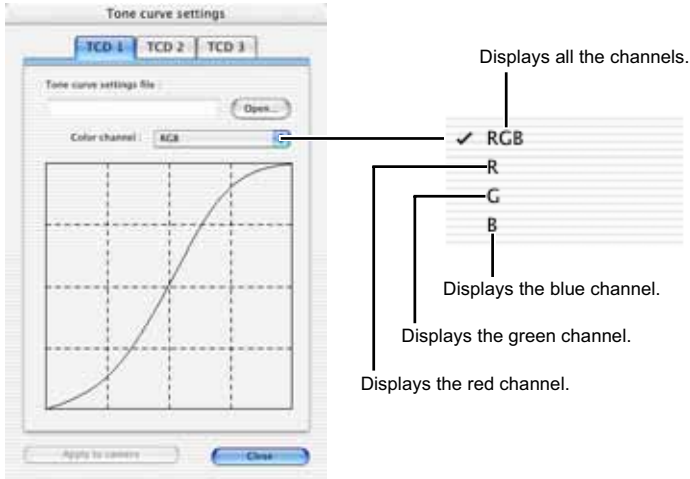 Tone curve settings
TCD 1 TCD 2 TCD 3
Tone curve settings file :
Open...
Color channel : RGB
Apply to camera
Close
Displays all the channels.
✓ RGB
R
G
B
Displays the blue channel.
Displays the green channel.
Displays the red channel.